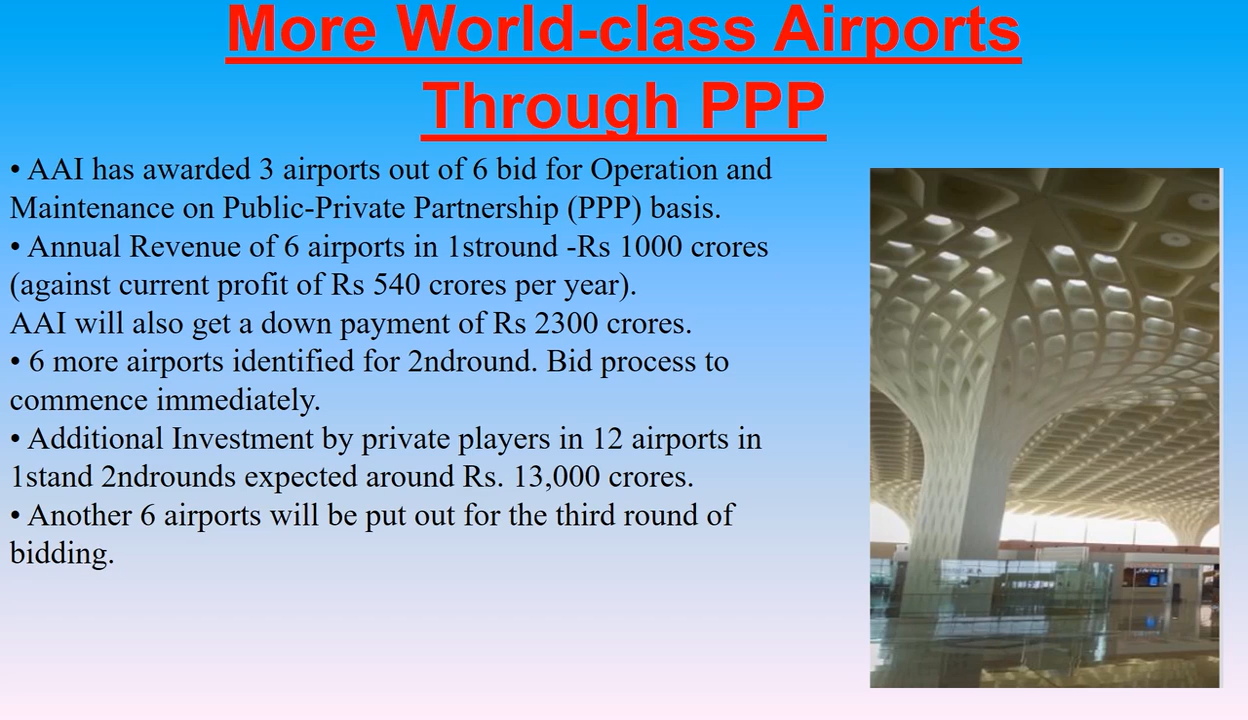 More World-class Airports
Through PPP
• AAI has awarded 3 airports out of 6 bid for Operation and
Maintenance on Public-Private Partnership (PPP) basis.
• Annual Revenue of 6 airports in 1stround -Rs 1000 crores
(against current profit of Rs 540 crores per year).
AAI will also get a down payment of Rs 2300 crores.
• 6 more airports identified for 2ndround. Bid process to
commence immediately.
• Additional Investment by private players in 12 airports in
1stand 2ndrounds expected around Rs. 13,000 crores.
• Another 6 airports will be put out for the third round of
bidding.